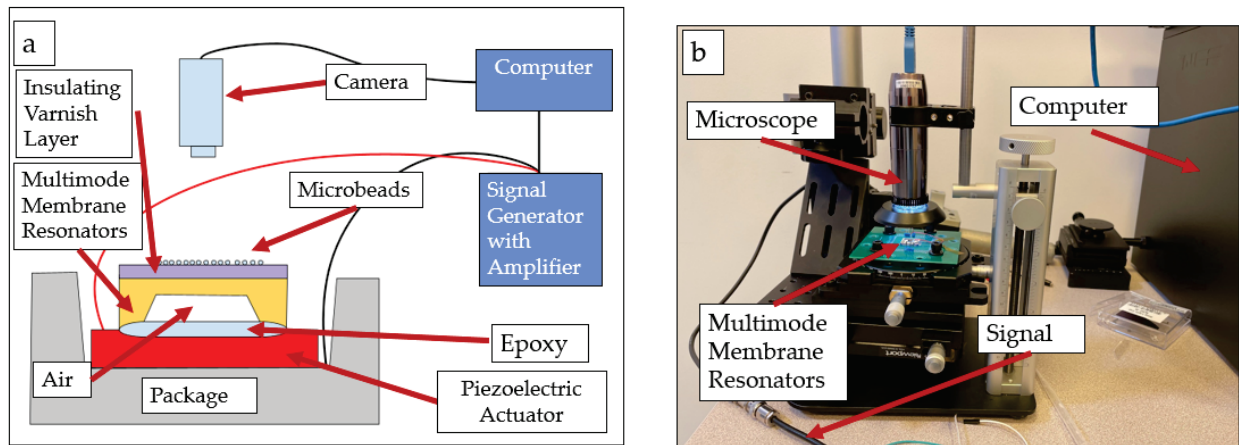 a
Insulating
Varnish
Layer
Camera
Computer
Multimode
Membrane
Resonators
Microbeads
Signal
Generator
with
Amplifier
Epoxy
Air
Package
Piezoelectric
Actuator
b
Microscope
Computer
Multimode
Membrane
Resonators
Signal
Newport